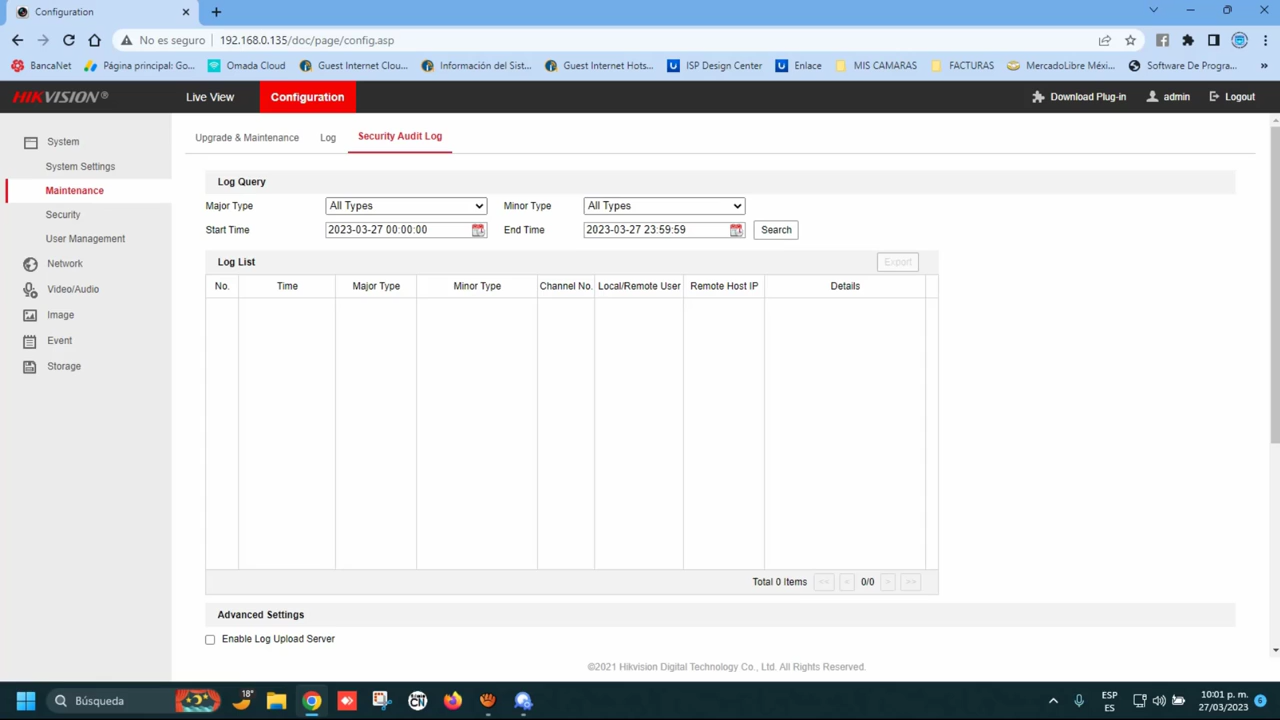 Configuration
No es seguro
192.168.0.135/doc/page/config.asp
BancaNet
Página principal: Go...
Omada Cloud
Guest Internet Clou...
Información del Sist...
Guest Internet Hots...
ISP Design Center
Enlace
MIS CAMARAS
FACTURAS
MercadoLibre Méxi...
Software De Progra...
»
HIKVISION ®
Live View
Configuration
Download Plug-in
admin
Logout
System
System Settings
Maintenance
Security
User Management
Network
Video/Audio
Image
Event
Storage
Upgrade & Maintenance
Log
Security Audit Log
Log Query
Major Type
All Types
Minor Type
All Types
Start Time
2023-03-27 00:00:00
End Time
2023-03-27 23:59:59
Search
Log List
Export
No.
Time
Major Type
Minor Type
Channel No.
Local/Remote User
Remote Host IP
Details
Total 0 Items
<<
<
0/0
>
>>
Advanced Settings
Enable Log Upload Server
©2021 Hikvision Digital Technology Co., Ltd. All Rights Reserved.
Búsqueda
18°
CN
ESP
ES
10:01 p. m.
27/03/2023
6